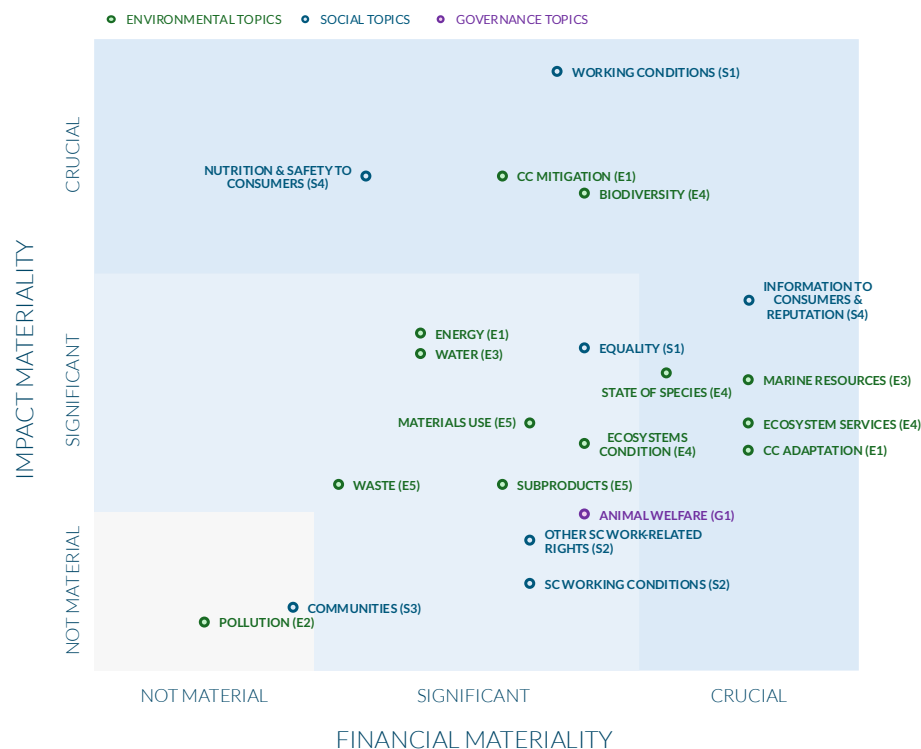 ENVIRONMENTAL TOPICS
SOCIAL TOPICS
GOVERNANCE TOPICS
WORKING CONDITIONS (S1)
NUTRITION & SAFETY TO
CONSUMERS (S4)
CC MITIGATION (E1)
BIODIVERSITY (E4)
CRUCIAL
INFORMATION TO
CONSUMERS &
REPUTATION (S4)
ENERGY (E1)
WATER (E3)
EQUALITY (S1)
STATE OF SPECIES (E4)
MARINE RESOURCES (E3)
MATERIALS USE (E5)
ECOSYSTEM SERVICES (E4)
ECOSYSTEMS
CONDITION (E4)
CC ADAPTATION (E1)
WASTE (E5)
SUBPRODUCTS (E5)
SIGNIFICANT
IMPACT MATERIALITY
ANIMAL WELFARE (G1)
OTHER SC WORK-RELATED
RIGHTS (S2)
SC WORKING CONDITIONS (S2)
COMMUNITIES (S3)
POLLUTION (E2)
NOT MATERIAL
NOT MATERIAL
SIGNIFICANT
CRUCIAL
FINANCIAL MATERIALITY